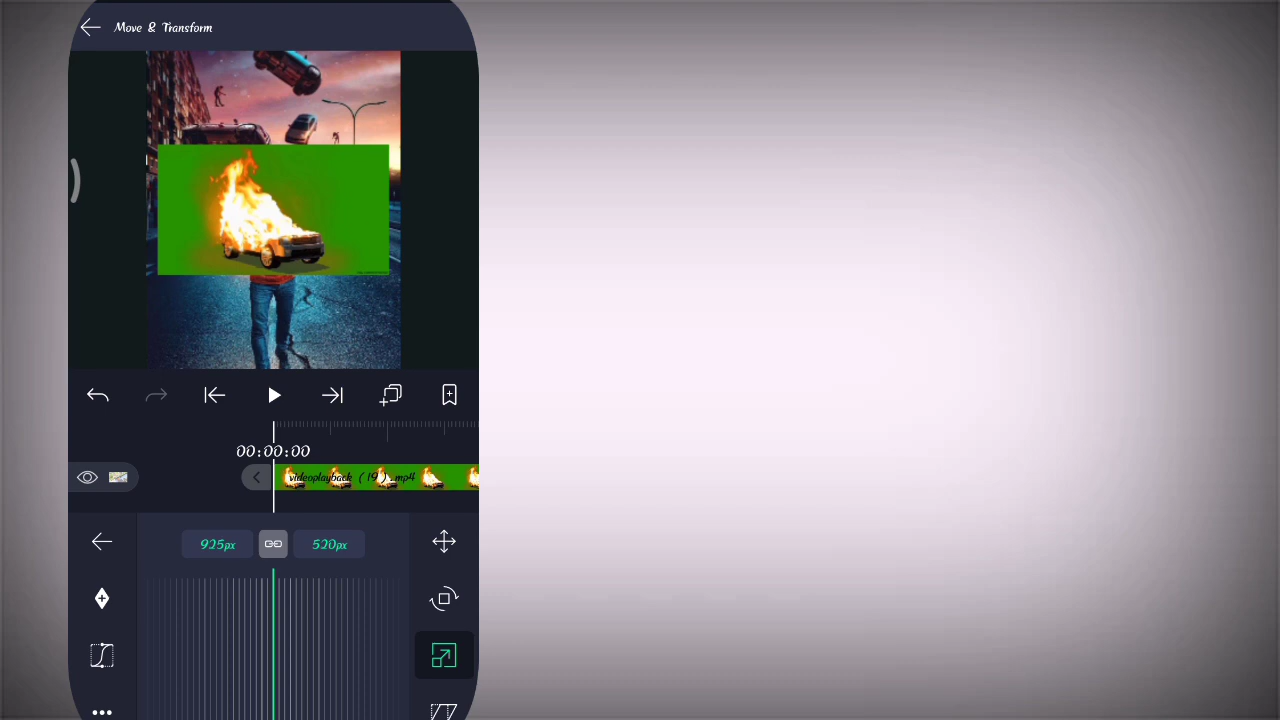 Move & Transform
00:00:00
videoplayback (19).mp4
925px
520px